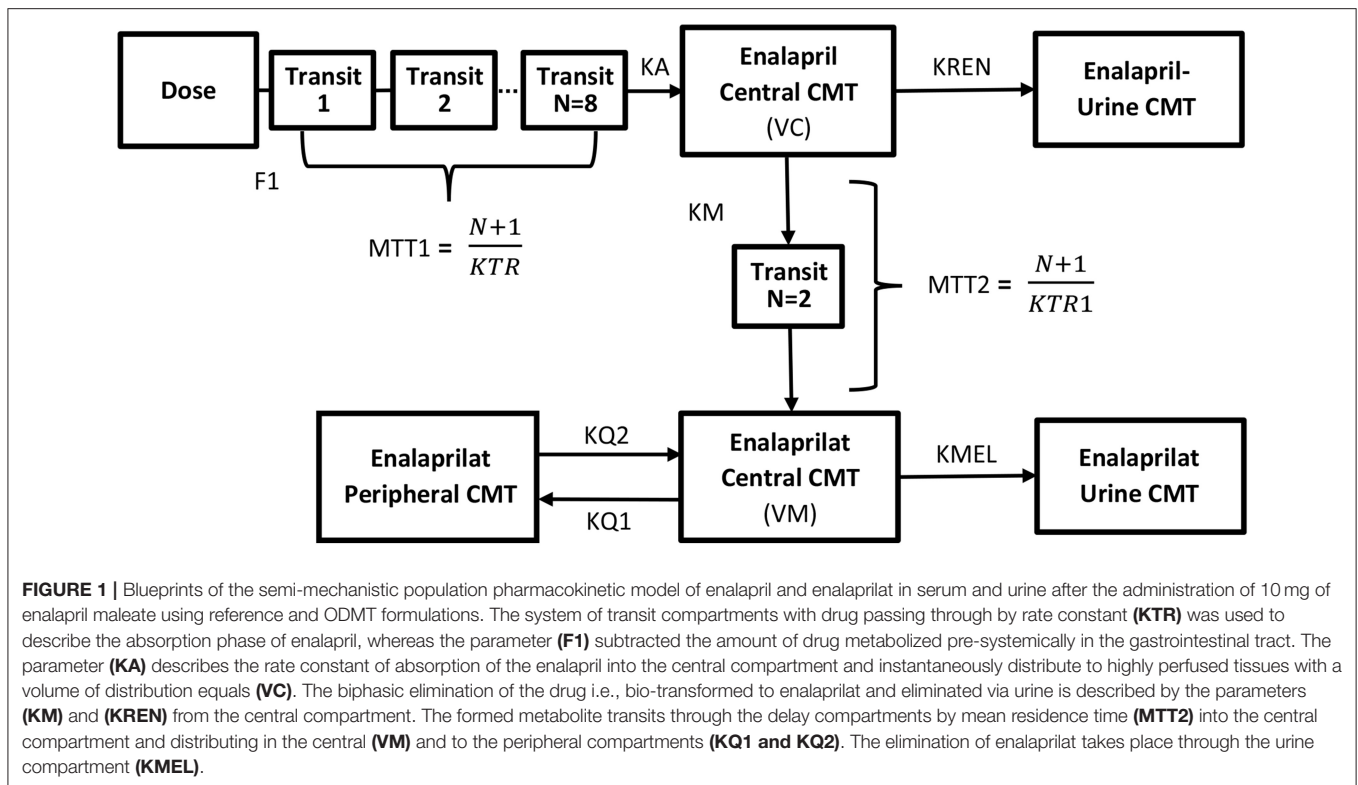 Dose
Transit
1
Transit
2
...
Transit
N=8
KA
Enalapril
Central CMT
(VC)
KREN
Enalapril-
Urine CMT
F1
MTT1 = N+1
KTR
KM
Transit
N=2
MTT2 = N+1
KTR1
Enalaprilat
Peripheral CMT
KQ2
KQ1
Enalaprilat
Central CMT
(VM)
KMEL
Enalaprilat
Urine CMT
FIGURE 1 | Blueprints of the semi-mechanistic population pharmacokinetic model of enalapril and enalaprilat in serum and urine after the administration of 10 mg of
enalapril maleate using reference and ODMT formulations. The system of transit compartments with drug passing through by rate constant (KTR) was used to
describe the absorption phase of enalapril, whereas the parameter (F1) subtracted the amount of drug metabolized pre-systemically in the gastrointestinal tract. The
parameter (KA) describes the rate constant of absorption of the enalapril into the central compartment and instantaneously distribute to highly perfused tissues with a
volume of distribution equals (VC). The biphasic elimination of the drug i.e., bio-transformed to enalaprilat and eliminated via urine is described by the parameters
(KM) and (KREN) from the central compartment. The formed metabolite transits through the delay compartments by mean residence time (MTT2) into the central
compartment and distributing in the central (VM) and to the peripheral compartments (KQ1 and KQ2). The elimination of enalaprilat takes place through the urine
compartment (KMEL).